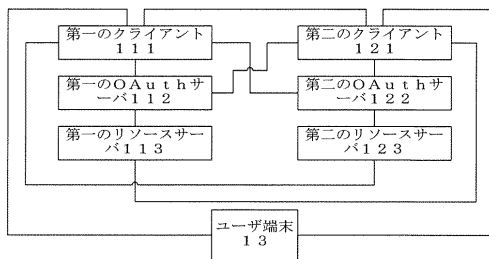 第一のクライアント
１１１
第二のクライアント
１２１
第一のＯＡｕｔｈサ
ーバ１１２
第二のＯＡｕｔｈサ
ーバ１２２
第一のリソースサー
バ１１３
第二のリソースサー
バ１２３
ユーザ端末
１３